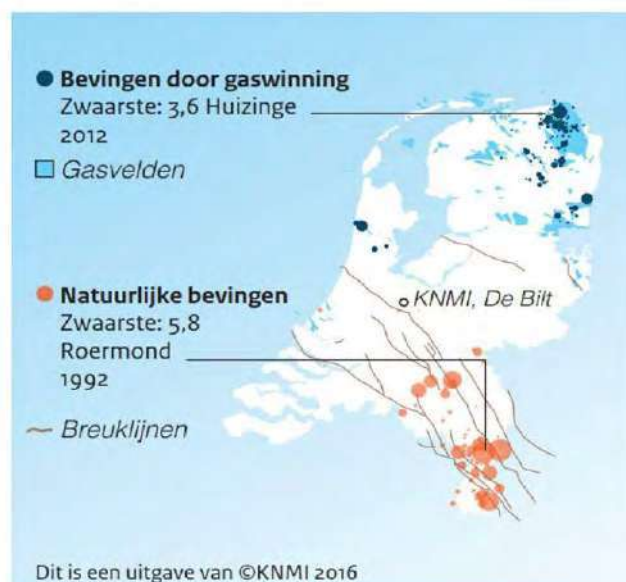 Bevingen door gaswinning
Zwaarste: 3,6 Huizinge
2012
Gasvelden
Natuurlijke bevingen
Zwaarste: 5,8
Roermond
1992
Breuklijnen
KNMI, De Bilt
Dit is een uitgave van ©KNMI 2016